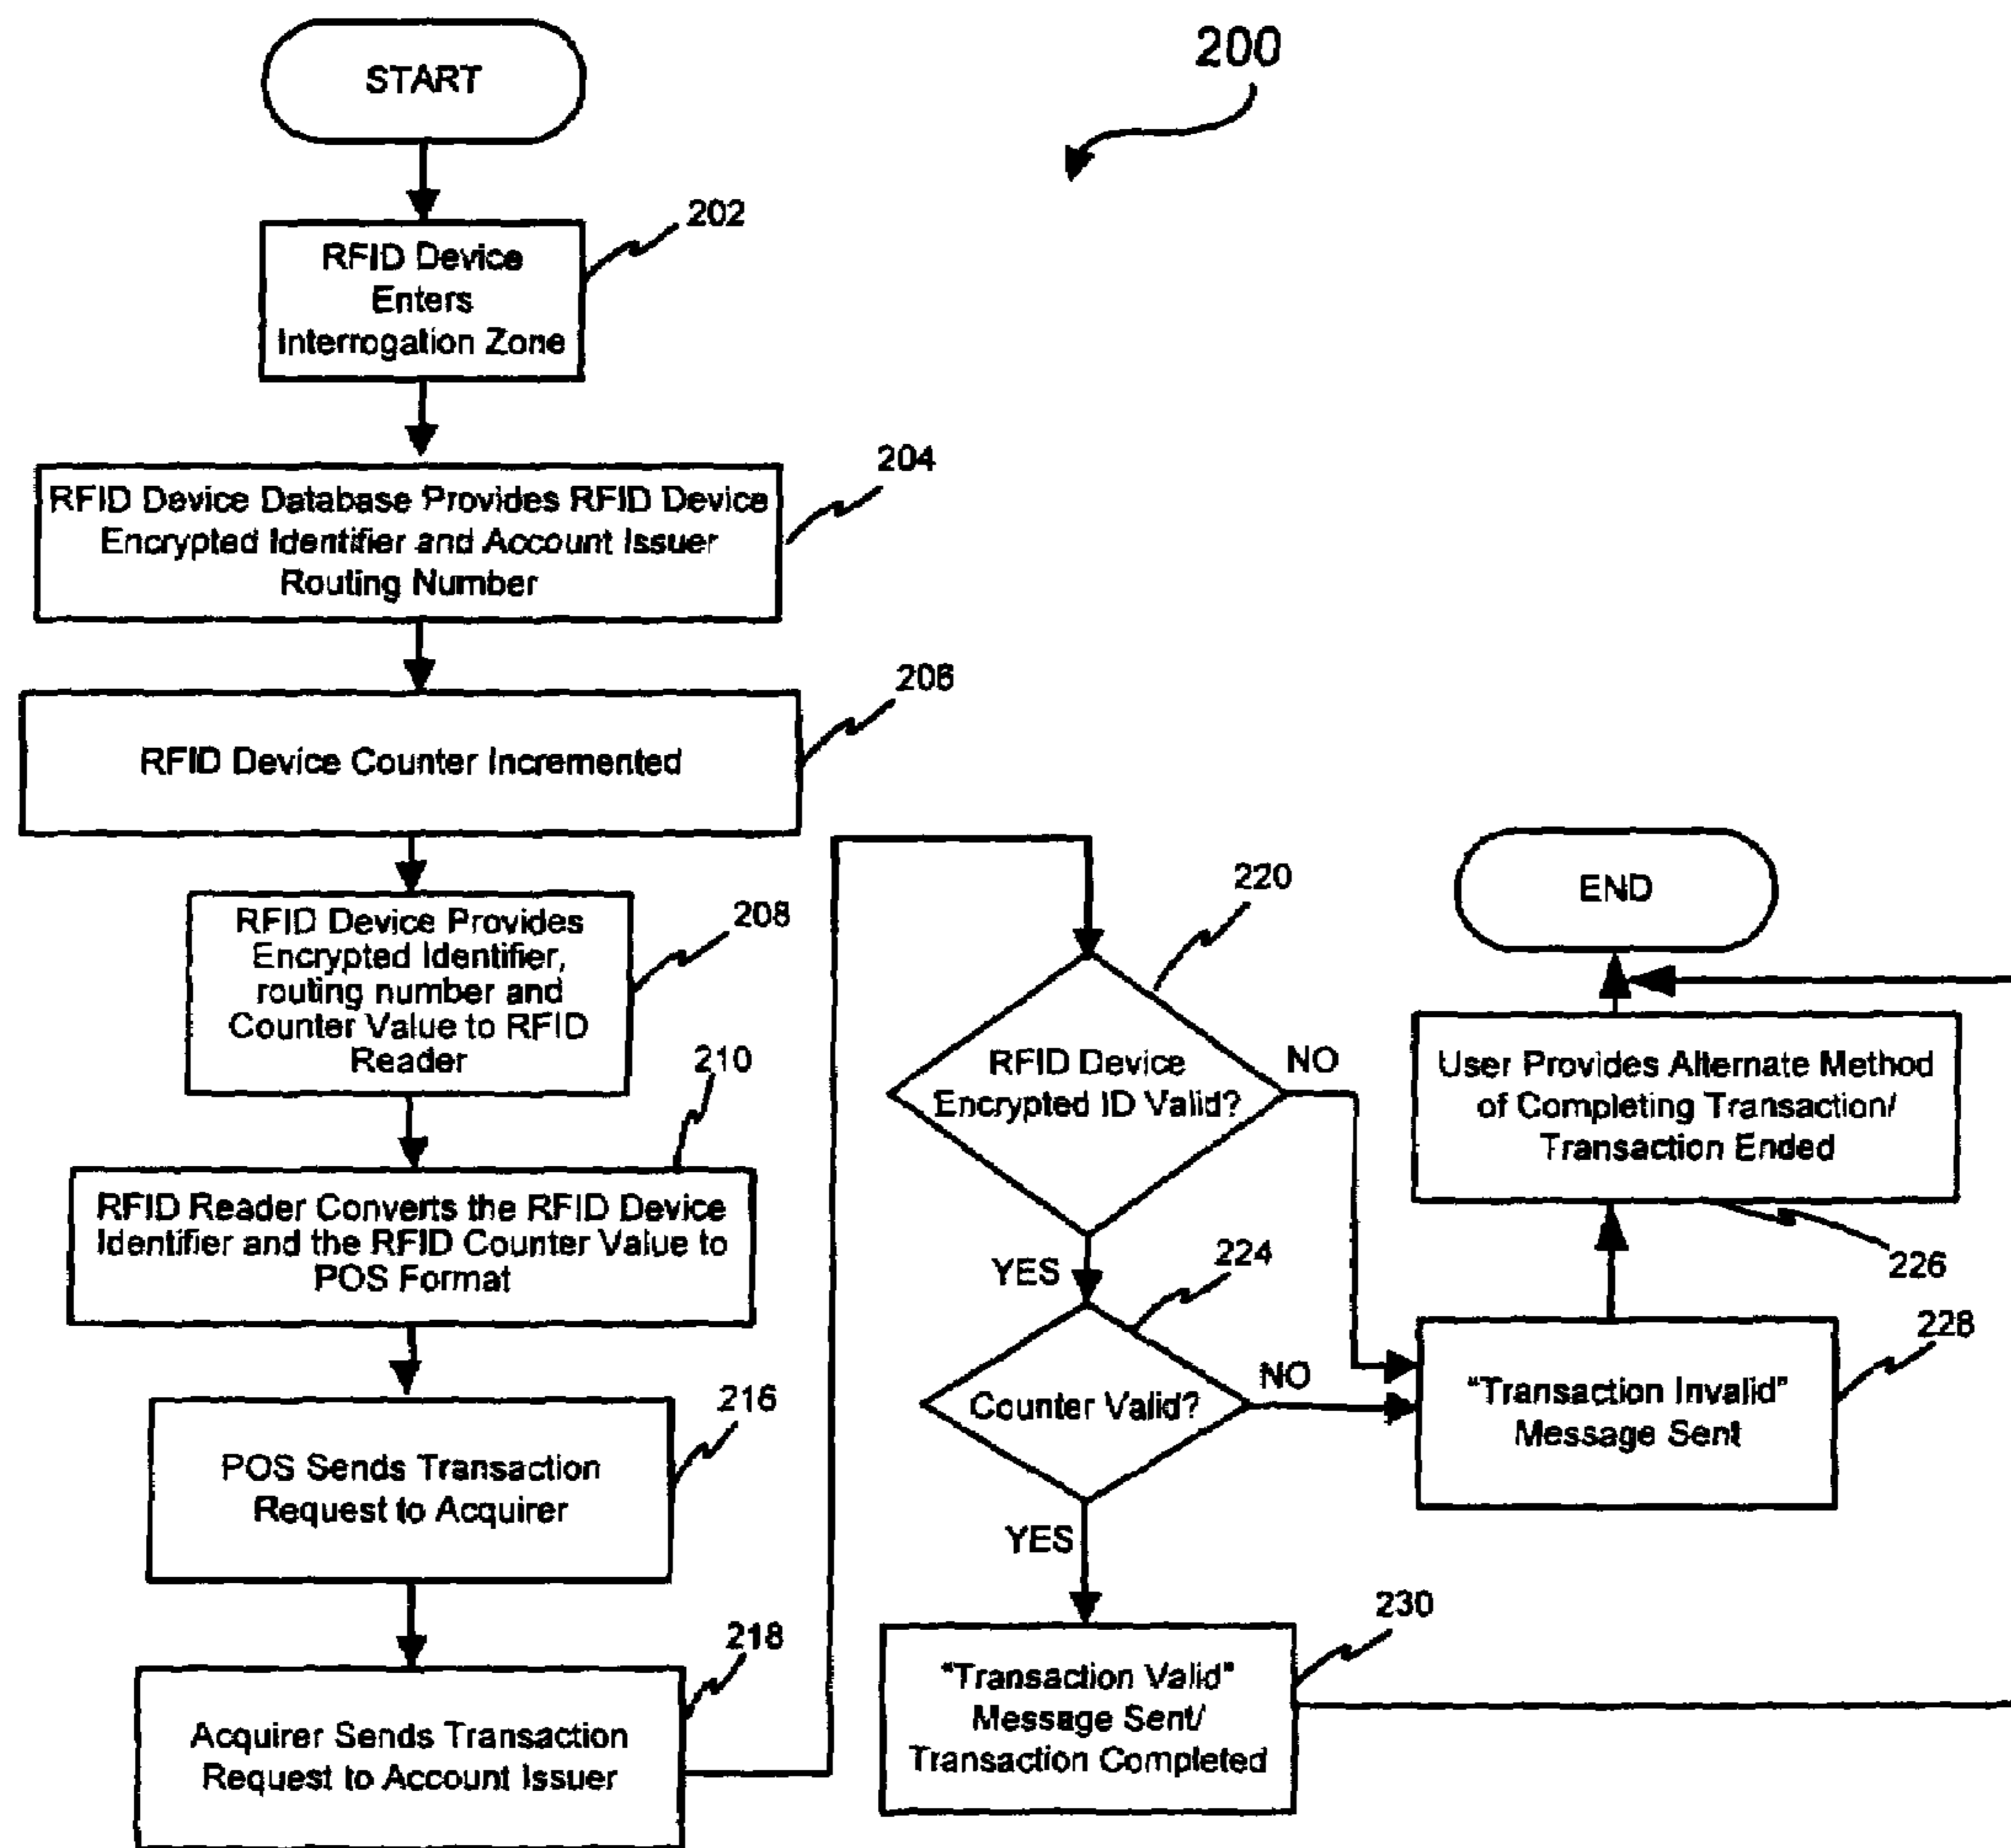 START
200
202
RFID Device
Enters
Interrogation Zone
204
RFID Device Database Provides RFID Device
Encrypted Identifier and Account Issuer
Routing Number
206
RFID Device Counter Incremented
208
RFID Device Provides
Encrypted Identifier,
routing number and
Counter Value to RFID
Reader
210
RFID Reader Converts the RFID Device
Identifier and the RFID Counter Value to
POS Format
216
POS Sends Transaction
Request to Acquirer
218
Acquirer Sends Transaction
Request to Account Issuer
220
RFID Device
Encrypted ID Valid?
NO
YES
224
Counter Valid?
NO
YES
230
"Transaction Valid"
Message Sent/
Transaction Completed
END
User Provides Alternate Method
of Completing Transaction/
Transaction Ended
226
228
"Transaction Invalid"
Message Sent